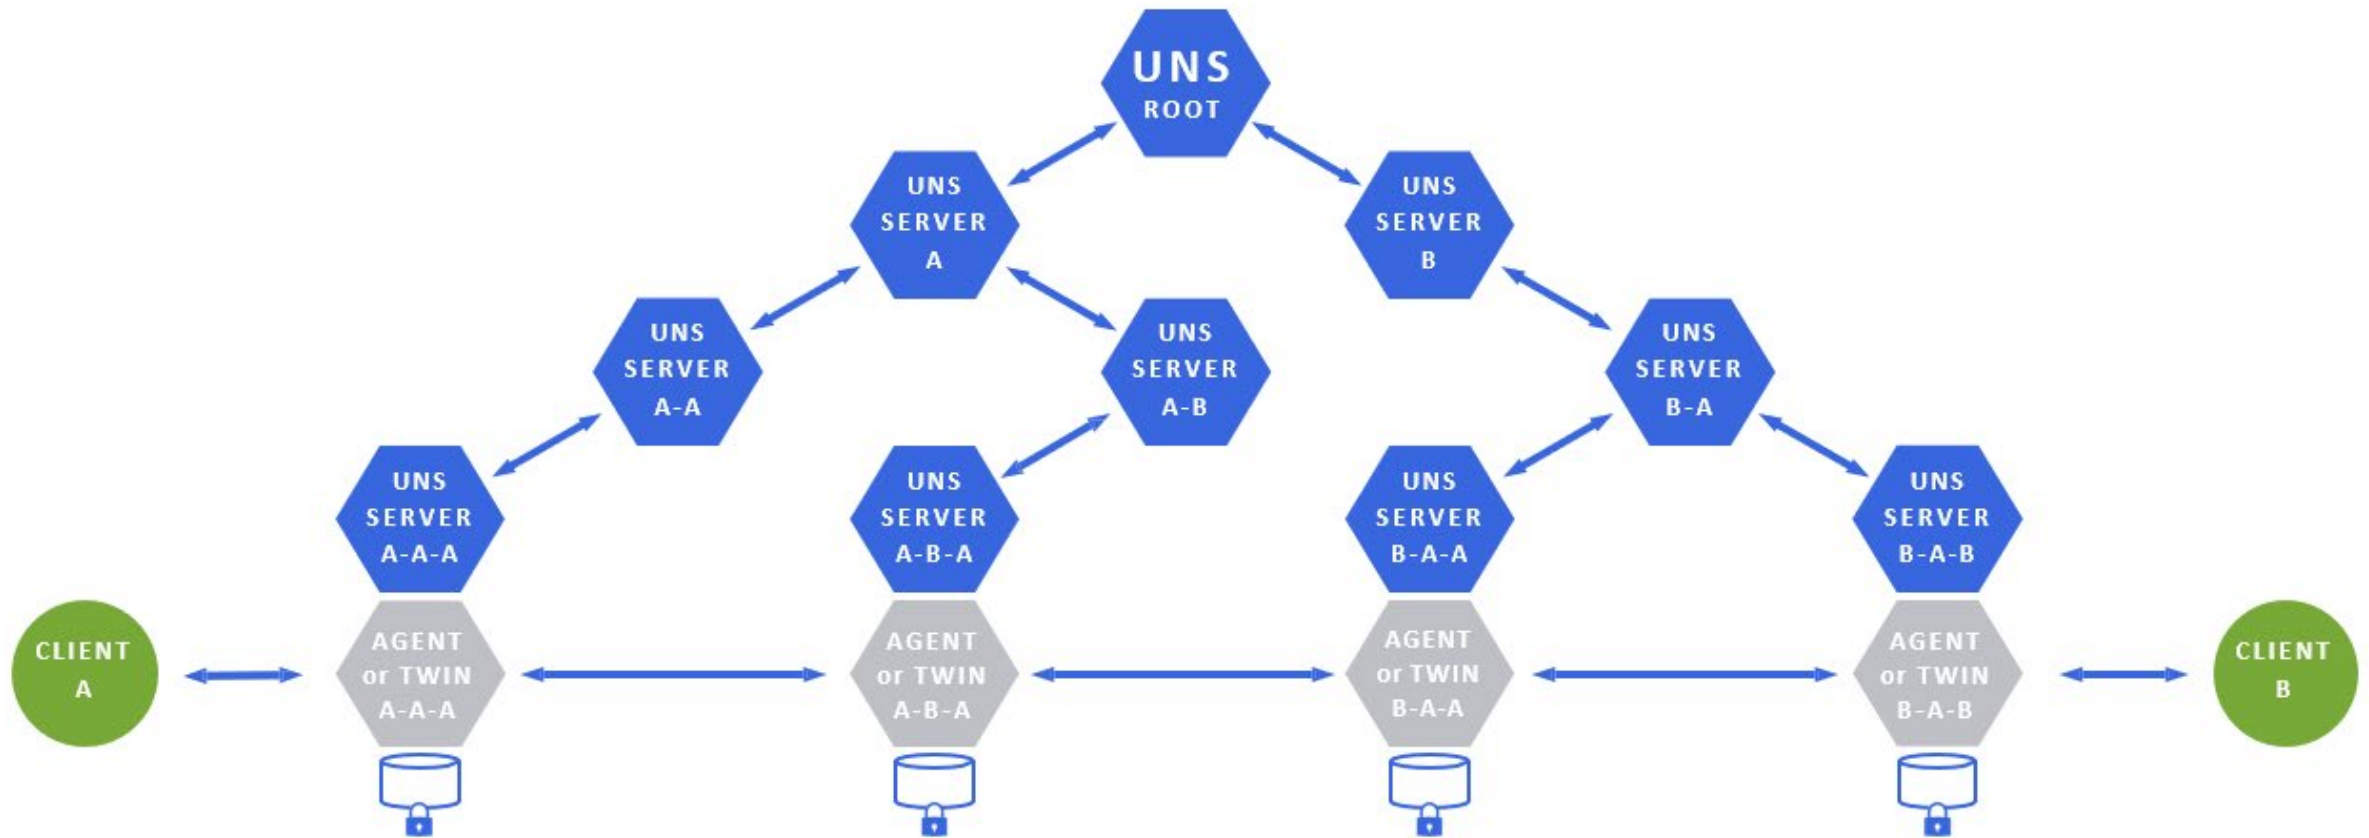 UNS
ROOT
UNS
SERVER
A
UNS
SERVER
B
UNS
SERVER
A-A
UNS
SERVER
A-B
UNS
SERVER
B-A
UNS
SERVER
A-A-A
UNS
SERVER
A-B-A
UNS
SERVER
B-A-A
UNS
SERVER
B-A-B
CLIENT
A
AGENT
or TWIN
A-A-A
AGENT
or TWIN
A-B-A
AGENT
or TWIN
B-A-A
AGENT
or TWIN
B-A-B
CLIENT
B